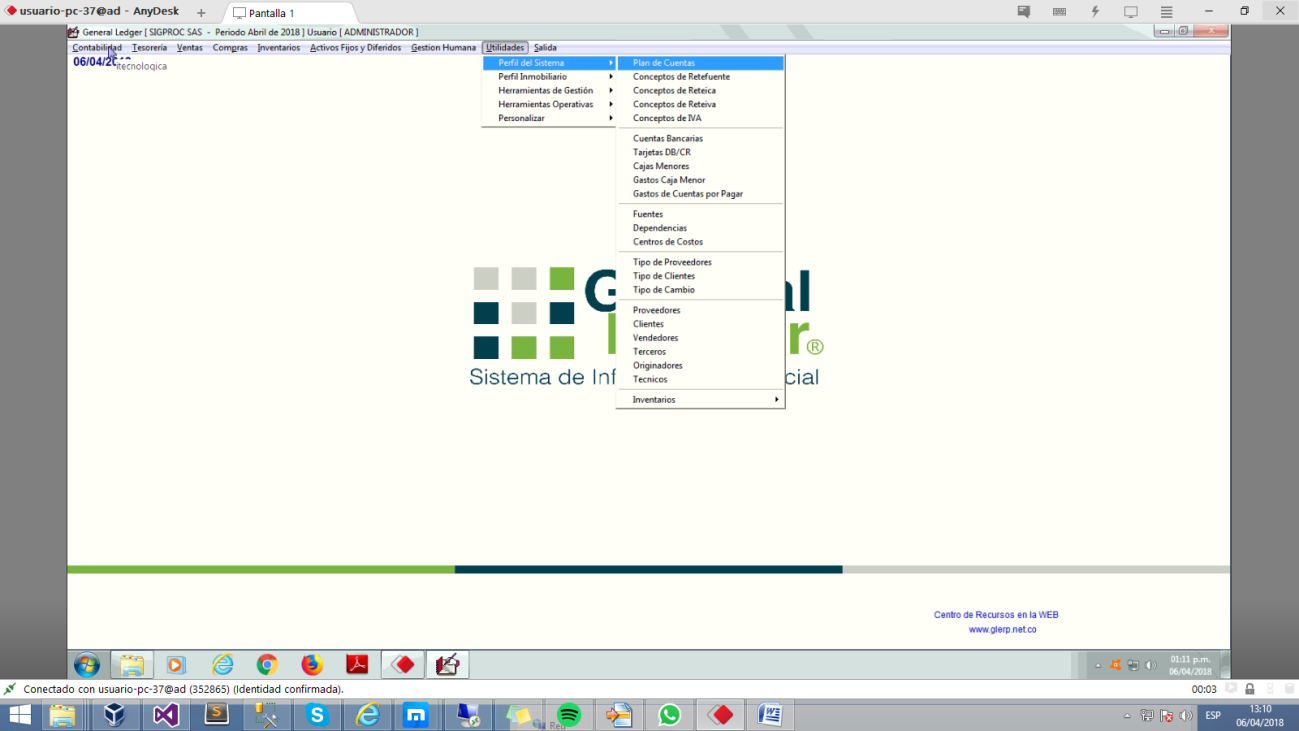 usuario-pc-37@ad - AnyDesk
+
Pantalla 1
General Ledger [ SIGPROC SAS - Periodo Abril de 2018 ] Usuario [ ADMINISTRADOR ]
Contabilidad Tesorería Ventas Compras Inventarios Activos Fijos y Diferidos Gestion Humana Utilidades Salida
06/04/2018
itecnologica
Perfil del Sistema
Perfil Inmobiliario
Herramientas de Gestión
Herramientas Operativas
Personalizar
Plan de Cuentas
Conceptos de Retefuente
Conceptos de Reteica
Conceptos de Reteiva
Conceptos de IVA
Cuentas Bancarias
Tarjetas DB/CR
Cajas Menores
Gastos Caja Menor
Gastos de Cuentas por Pagar
Fuentes
Dependencias
Centros de Costos
Tipo de Proveedores
Tipo de Clientes
Tipo de Cambio
Proveedores
Clientes
Vendedores
Terceros
Originadores
Tecnicos
Inventarios
G al
r®
Sistema de Inf cial
Centro de Recursos en la WEB
www.glerp.net.co
01:11 p.m.
06/04/2018
Conectado con usuario-pc-37@ad (352865) (Identidad confirmada).
00:03
Red
ESP
13:10
06/04/2018